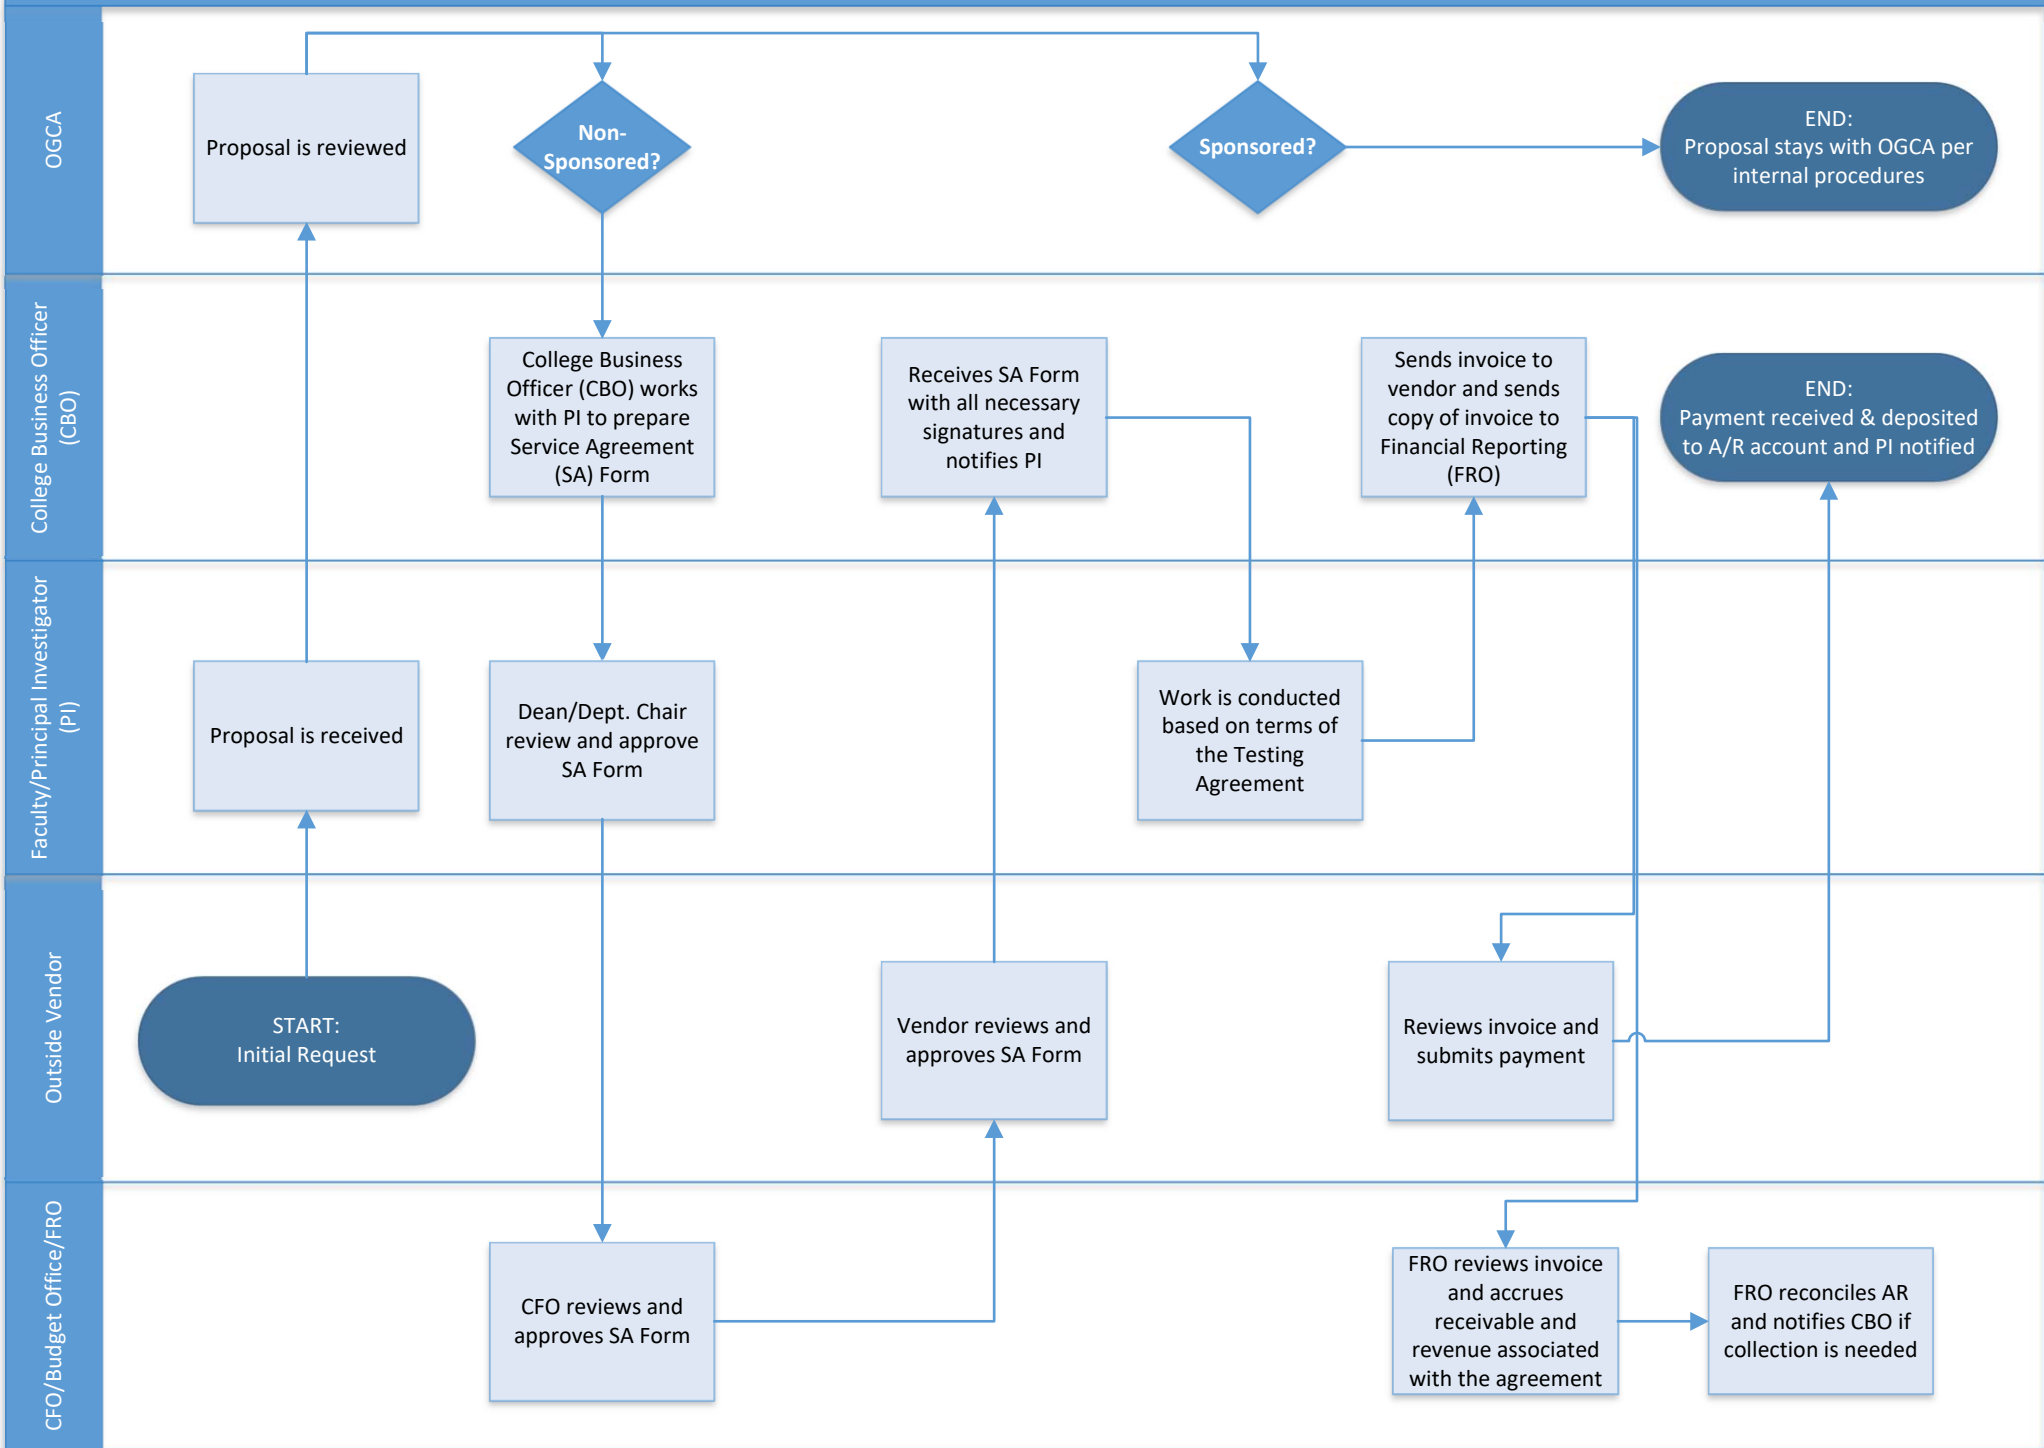 OGCA
Proposal is reviewed
Non-
Sponsored?
Sponsored?
END:
Proposal stays with OGCA per
internal procedures
College Business Officer
(CBO)
College Business
Officer (CBO) works
with PI to prepare
Service Agreement
(SA) Form
Receives SA Form
with all necessary
signatures and
notifies PI
Sends invoice to
vendor and sends
copy of invoice to
Financial Reporting
(FRO)
END:
Payment received & deposited
to A/R account and PI notified
Faculty/Principal Investigator
(PI)
Proposal is received
Dean/Dept. Chair
review and approve
SA Form
Work is conducted
based on terms of
the Testing
Agreement
Outside Vendor
START:
Initial Request
Vendor reviews and
approves SA Form
Reviews invoice and
submits payment
CFO/Budget Office/FRO
CFO reviews and
approves SA Form
FRO reviews invoice
and accrues
receivable and
revenue associated
with the agreement
FRO reconciles AR
and notifies CBO if
collection is needed